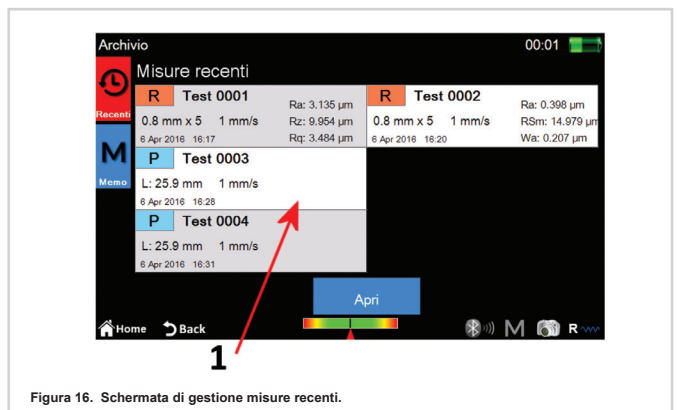 Archivio 00:01
Misure recenti
Recenti
M
Memo
R Test 0001
0.8 mm x 5 1 mm/s
6 Apr 2016 16:17
Ra: 3.135 µm
Rz: 9.954 µm
Rq: 3.484 µm
R Test 0002
0.8 mm x 5 1 mm/s
6 Apr 2016 16:20
Ra: 0.398 µm
RSm: 14.979 µm
Wa: 0.207 µm
P Test 0003
L: 25.9 mm 1 mm/s
6 Apr 2016 16:28
P Test 0004
L: 25.9 mm 1 mm/s
6 Apr 2016 16:31
Apri
Home Back M R
1
Figura 16. Schermata di gestione misure recenti.